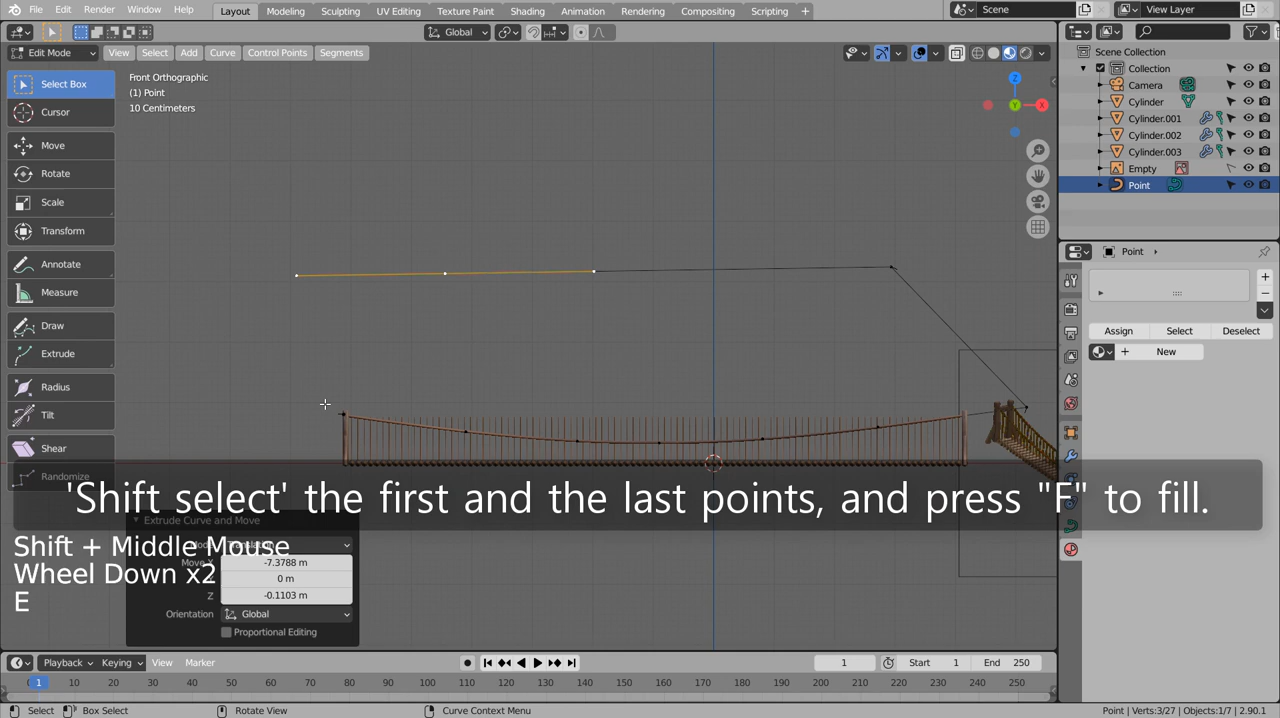 File Edit Render Window Help Layout Modeling Sculpting UV Editing Texture Paint Shading Animation Rendering Compositing Scripting + Scene View Layer
Global
Edit Mode View Select Add Curve Control Points Segments
Scene Collection
Collection
Camera
Cylinder
Cylinder.001
Cylinder.002
Cylinder.003
Empty
Point
Select Box
Cursor
Move
Rotate
Scale
Transform
Annotate
Measure
Draw
Extrude
Radius
Tilt
Shear
Randomize
Front Orthographic
(1) Point
10 Centimeters
Z
Y
X
Point
Assign Select Deselect
New
'Shift select' the first and the last points, and press "F" to fill.
Extrude Curve and Move
Shift + Middle Mouse
Wheel Down x2
E
Move X -7.3788 m
0 m
Z -0.1103 m
Orientation Global
Proportional Editing
Playback Keying View Marker 1 Start 1 End 250
1 10 20 30 40 50 60 70 80 90 100 110 120 130 140 150 160 170 180 190 200 210 220 230 240 250
Select Box Select Rotate View Curve Context Menu Point | Verts:3/27 | Objects:1/7 | 2.90.1